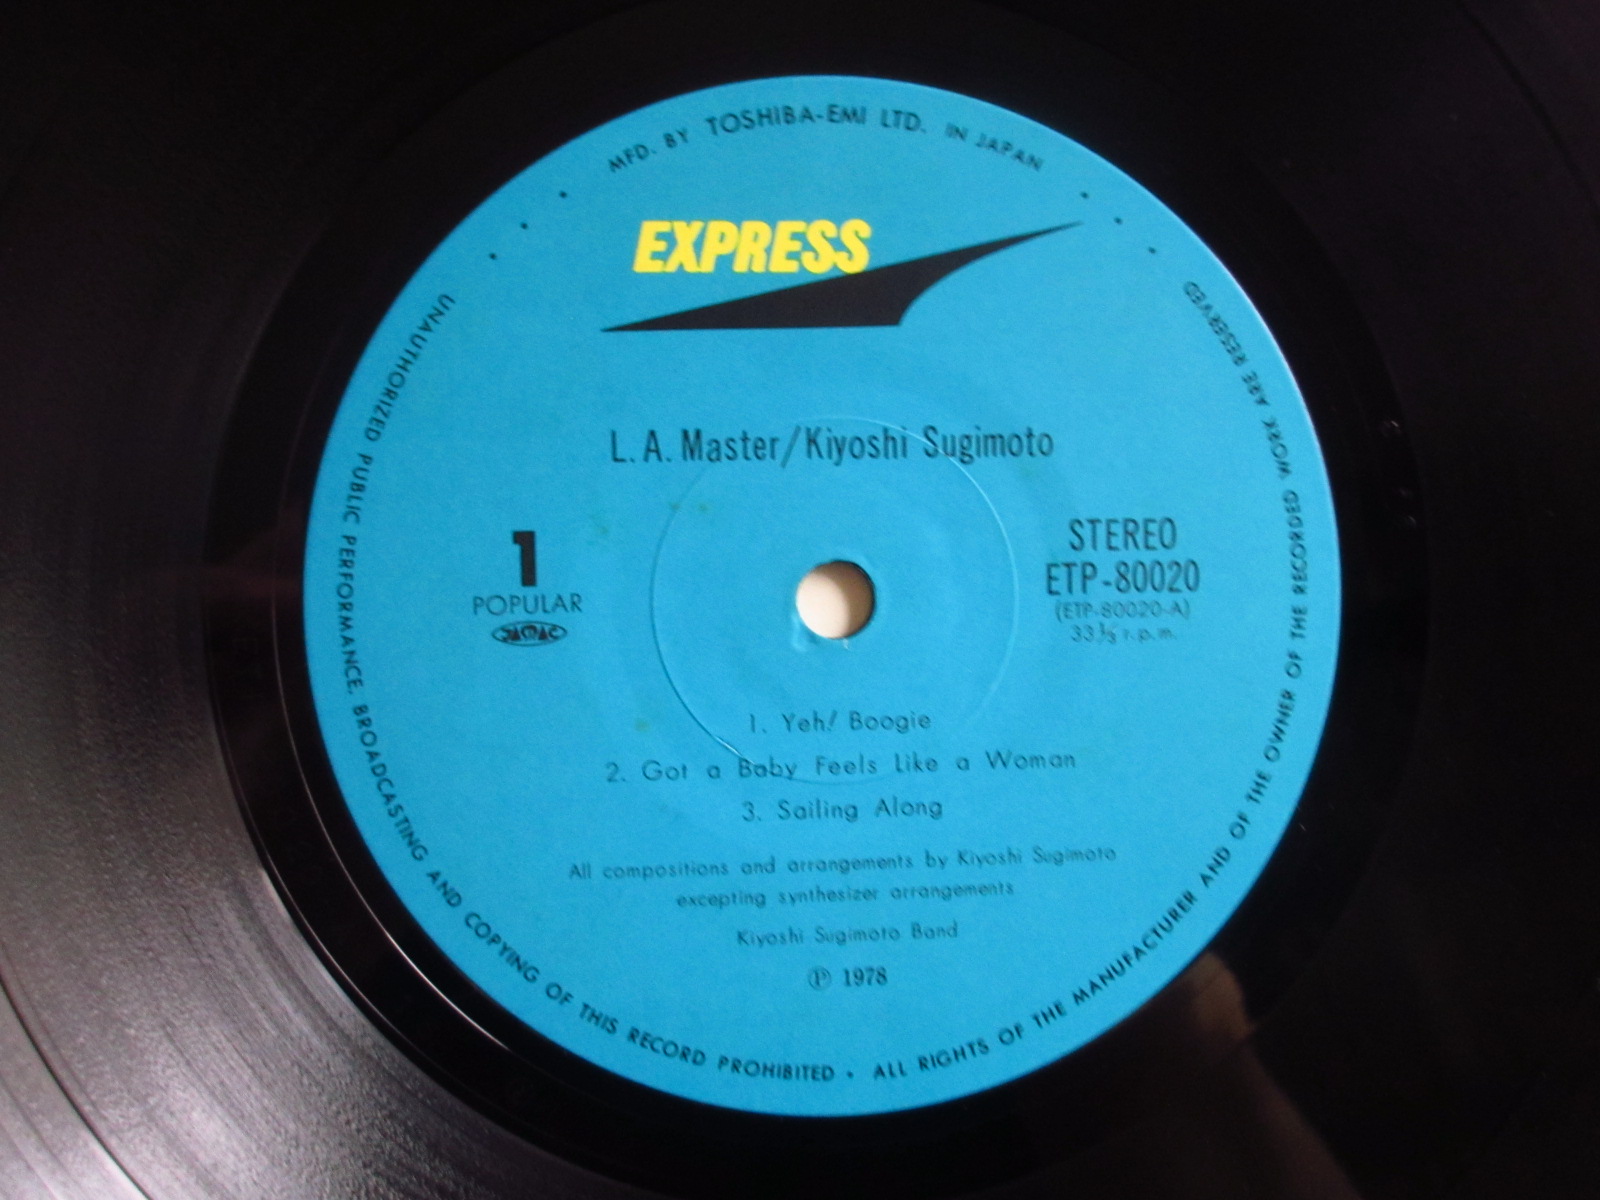 MFD. BY TOSHIBA-EMI LTD. IN JAPAN
EXPRESS
L.A. Master/Kiyoshi Sugimoto
1
POPULAR
JASRAC
STEREO
ETP-80020
(ETP-80020-A)
33⅓ r.p.m.
1. Yeh! Boogie
2. Got a Baby Feels Like a Woman
3. Sailing Along
All compositions and arrangements by Kiyoshi Sugimoto
excepting synthesizer arrangements
Kiyoshi Sugimoto Band
Ⓟ 1978
UNAUTHORIZED PUBLIC PERFORMANCE, BROADCASTING AND COPYING OF THIS RECORD PROHIBITED • ALL RIGHTS OF THE MANUFACTURER AND OF THE OWNER OF THE RECORDED WORK ARE RESERVED